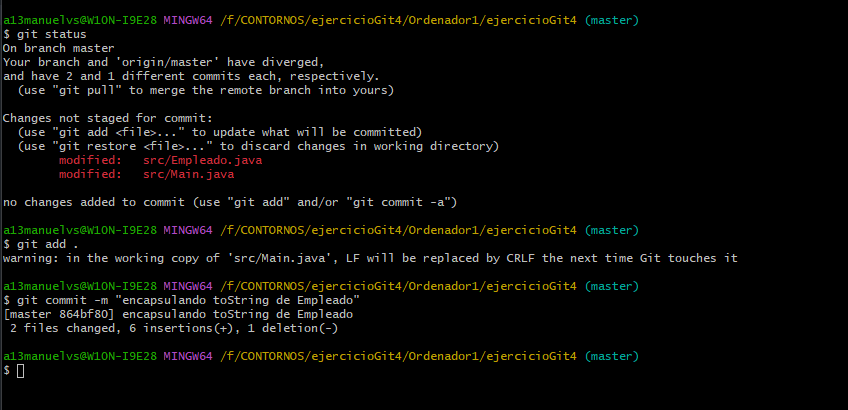 a13manuelvs@W10N-I9E28 MINGW64 /f/CONTORNOS/ejercicioGit4/Ordenador1/ejercicioGit4 (master)
$ git status
On branch master
Your branch and 'origin/master' have diverged,
and have 2 and 1 different commits each, respectively.
  (use "git pull" to merge the remote branch into yours)

Changes not staged for commit:
  (use "git add <file>..." to update what will be committed)
  (use "git restore <file>..." to discard changes in working directory)
        modified:   src/Empleado.java
        modified:   src/Main.java

no changes added to commit (use "git add" and/or "git commit -a")

a13manuelvs@W10N-I9E28 MINGW64 /f/CONTORNOS/ejercicioGit4/Ordenador1/ejercicioGit4 (master)
$ git add .
warning: in the working copy of 'src/Main.java', LF will be replaced by CRLF the next time Git touches it

a13manuelvs@W10N-I9E28 MINGW64 /f/CONTORNOS/ejercicioGit4/Ordenador1/ejercicioGit4 (master)
$ git commit -m "encapsulando toString de Empleado"
[master 864bf80] encapsulando toString de Empleado
 2 files changed, 6 insertions(+), 1 deletion(-)

a13manuelvs@W10N-I9E28 MINGW64 /f/CONTORNOS/ejercicioGit4/Ordenador1/ejercicioGit4 (master)
$